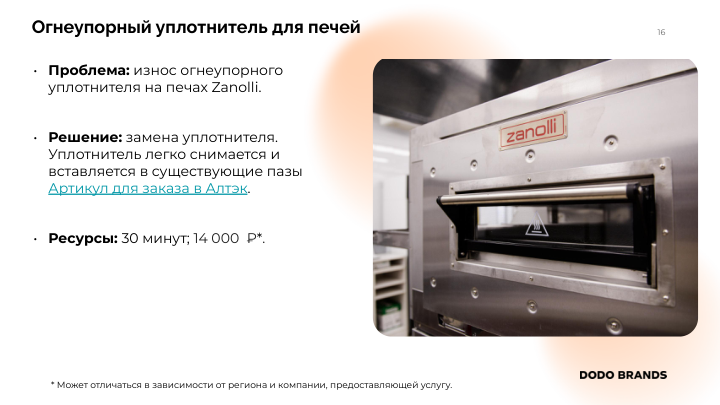 Огнеупорный уплотнитель для печей
16
• Проблема: износ огнеупорного
уплотнителя на печах Zanolli.
• Решение: замена уплотнителя.
Уплотнитель легко снимается и
вставляется в существующие пазы
Артикул для заказа в Алтэк.
• Ресурсы: 30 минут; 14 000 ₽*.
zanolli
DODO BRANDS
* Может отличаться в зависимости от региона и компании, предоставляющей услугу.